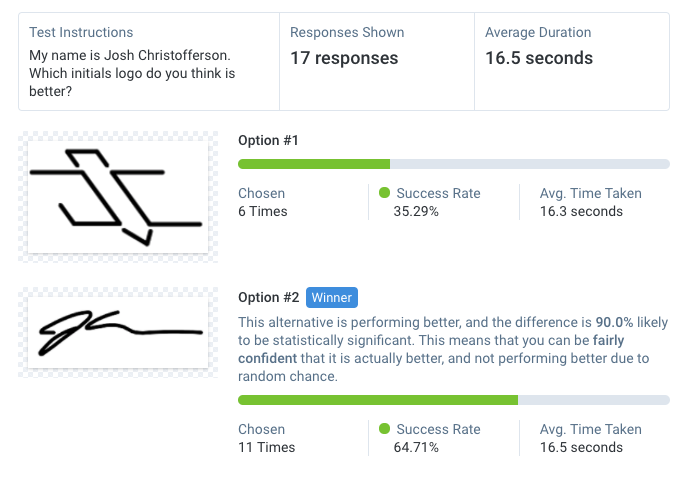 Test Instructions
My name is Josh Christofferson.
Which initials logo do you think is
better?
Responses Shown
17 responses
Average Duration
16.5 seconds
Option #1
Chosen
6 Times
Success Rate
35.29%
Avg. Time Taken
16.3 seconds
Option #2 Winner
This alternative is performing better, and the difference is 90.0% likely
to be statistically significant. This means that you can be fairly
confident that it is actually better, and not performing better due to
random chance.
Chosen
11 Times
Success Rate
64.71%
Avg. Time Taken
16.5 seconds